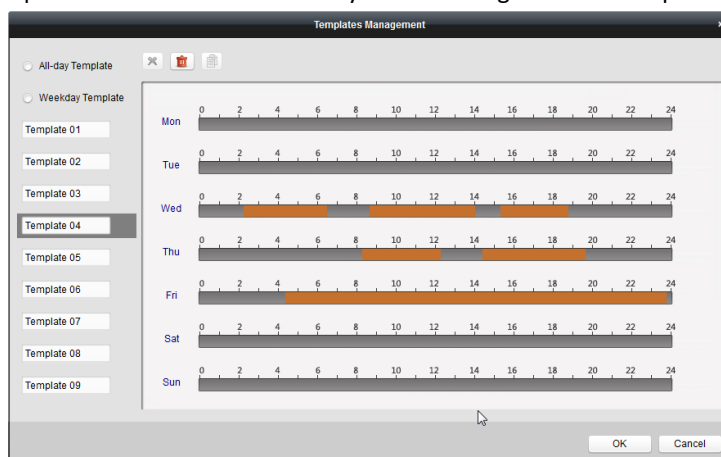 Templates Management
All-day Template
Weekday Template
Template 01
Template 02
Template 03
Template 04
Template 05
Template 06
Template 07
Template 08
Template 09
Mon
0 2 4 6 8 10 12 14 16 18 20 22 24
Tue
0 2 4 6 8 10 12 14 16 18 20 22 24
Wed
0 2 4 6 8 10 12 14 16 18 20 22 24
Thu
0 2 4 6 8 10 12 14 16 18 20 22 24
Fri
0 2 4 6 8 10 12 14 16 18 20 22 24
Sat
0 2 4 6 8 10 12 14 16 18 20 22 24
Sun
0 2 4 6 8 10 12 14 16 18 20 22 24
OK
Cancel